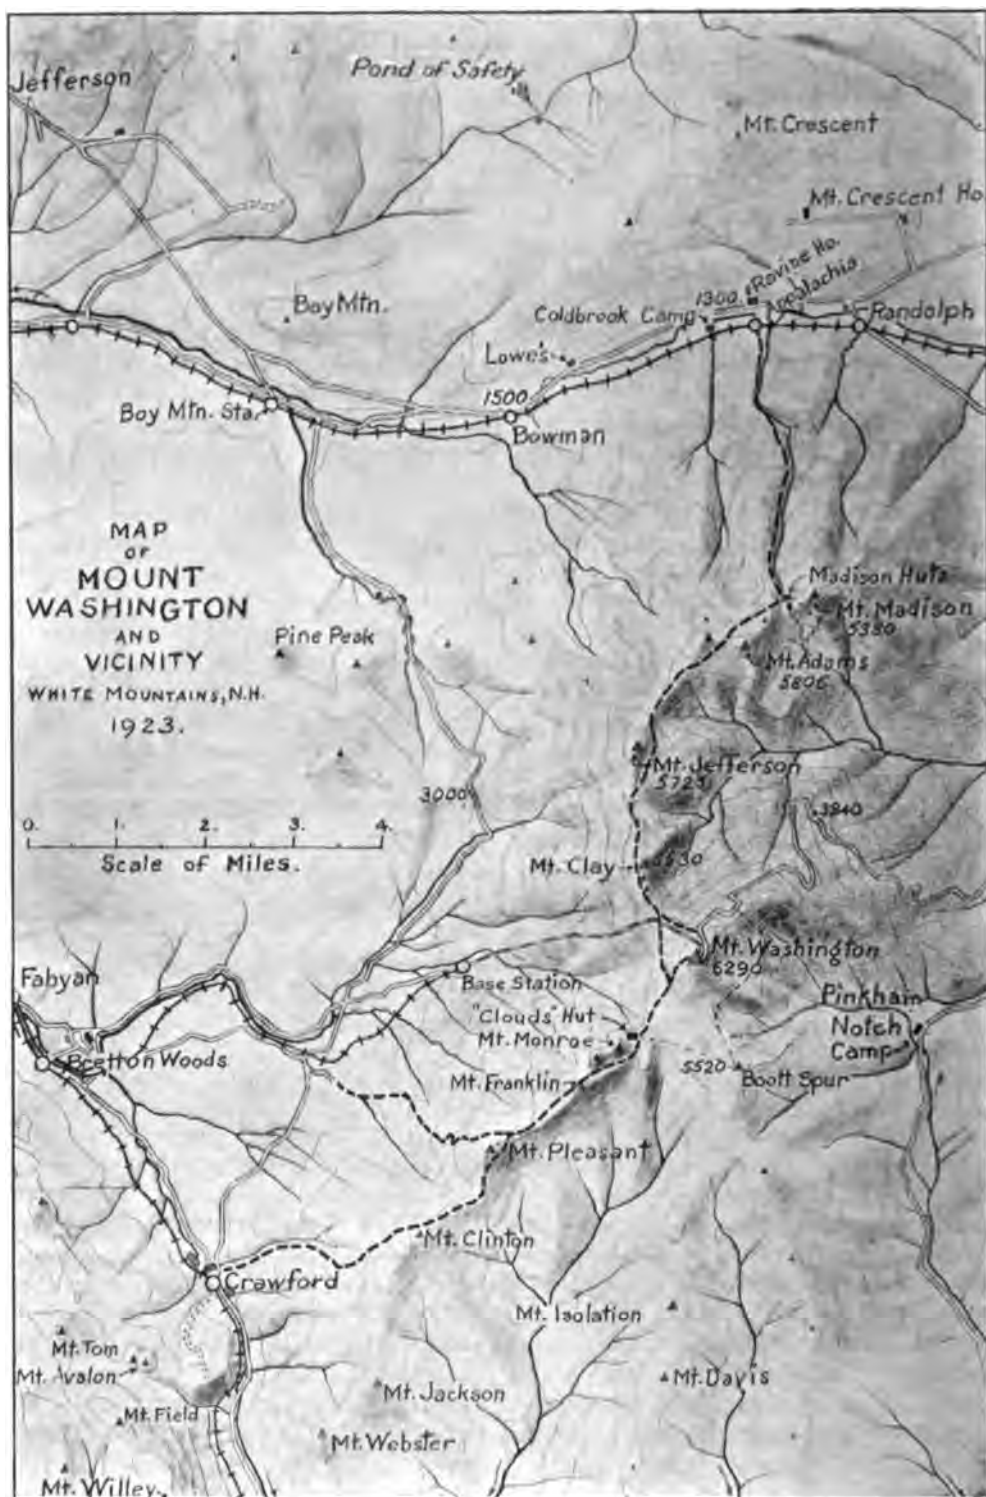 Jefferson
Pond of Safety
Mt. Crescent
Mt. Crescent Ho.
Ravine Ho.
Appalachia
1300
Boy Mtn.
Coldbrook Camp
Randolph
Lowe's
1500
Boy Mtn. Sta.
Bowman
MAP
OF
MOUNT
WASHINGTON
AND
VICINITY
WHITE MOUNTAINS, N.H.
1923.
Madison Huts
Mt. Madison
5380
Pine Peak
Mt. Adams
5805
Mt. Jefferson
5725
3000
3840
0. 1. 2. 3. 4.
Scale of Miles.
Mt. Clay
5530
Mt. Washington
6290
Fabyan
Base Station
Pinkham
Notch
Camp
"Clouds" Hut
Mt. Monroe
Bretton Woods
5520
Boott Spur
Mt. Franklin
Mt. Pleasant
Mt. Clinton
Crawford
Mt. Isolation
Mt. Tom
Mt. Avalon
Mt. Jackson
Mt. Davis
Mt. Field
Mt. Webster
Mt. Willey